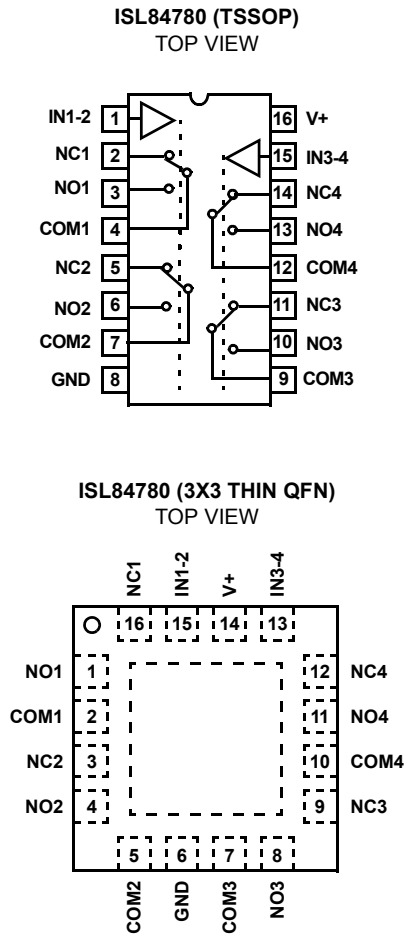 ISL84780 (TSSOP)
TOP VIEW
IN1-2 1 16 V+
NC1 2 15 IN3-4
NO1 3 14 NC4
COM1 4 13 NO4
NC2 5 12 COM4
NO2 6 11 NC3
COM2 7 10 NO3
GND 8 9 COM3
ISL84780 (3X3 THIN QFN)
TOP VIEW
NC1 IN1-2 V+ IN3-4
16 15 14 13
NO1 1 12 NC4
COM1 2 11 NO4
NC2 3 10 COM4
NO2 4 9 NC3
5 6 7 8
COM2 GND COM3 NO3